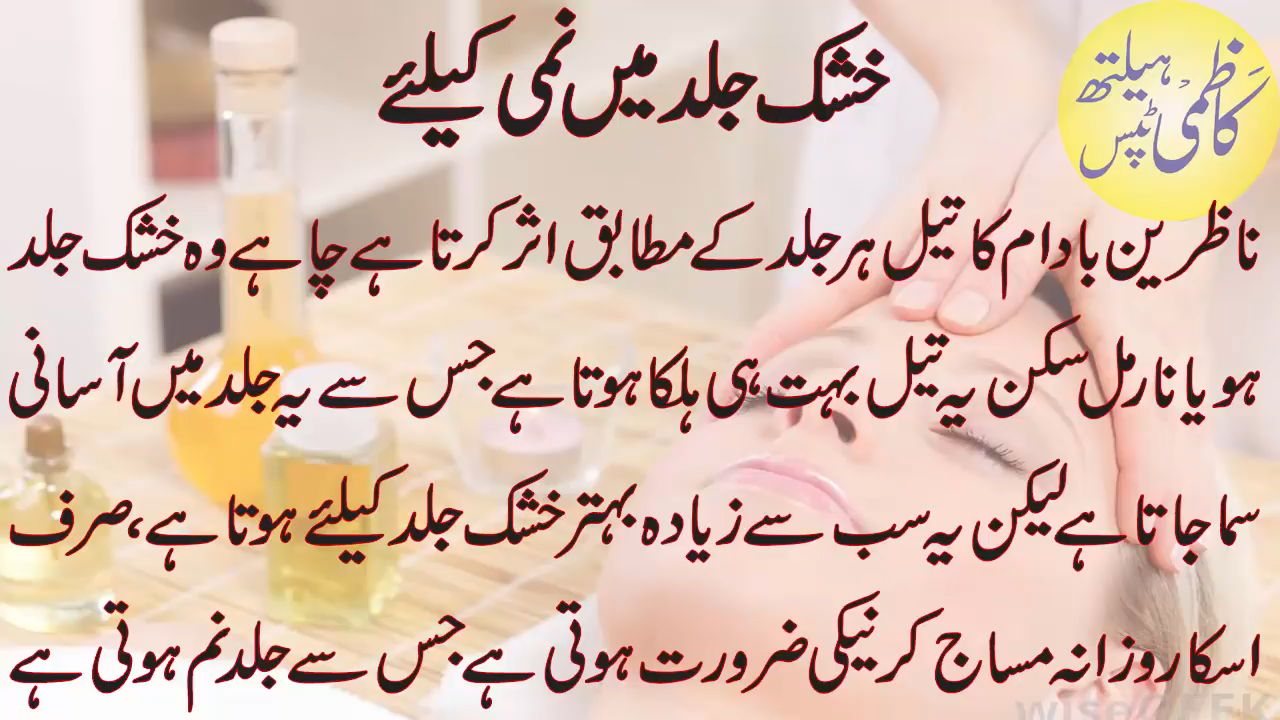 خشک جلد میں نمی کیلئے
کاظمی ہیلتھ
ٹپس
ناظرین بادام کا تیل ہر جلد کے مطابق اثر کرتا ہے چاہے وہ خشک جلد
ہو یا نارمل سکن یہ تیل بہت ہی ہلکا ہوتا ہے جس سے یہ جلد میں آسانی
سما جاتا ہے لیکن یہ سب سے زیادہ بہتر خشک جلد کیلئے ہوتا ہے، صرف
اسکا روزانہ مساج کرنیکی ضرورت ہوتی ہے جس سے جلد نم ہوتی ہے
wiseGEEK